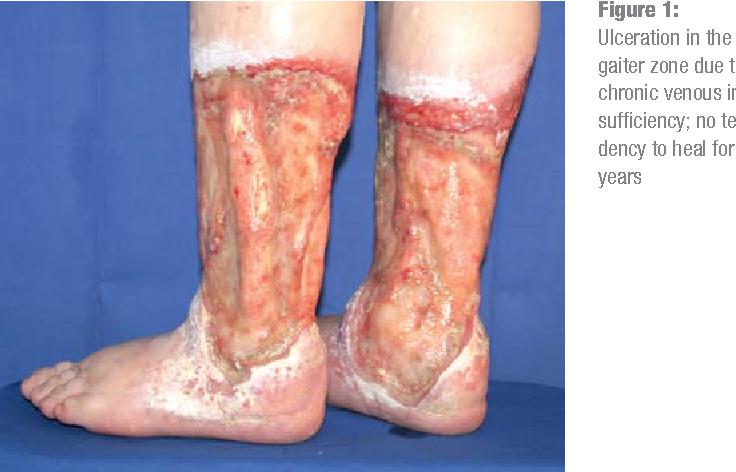 Figure 1:
Ulceration in the
gaiter zone due t
chronic venous in
sufficiency; no te
dency to heal for
years